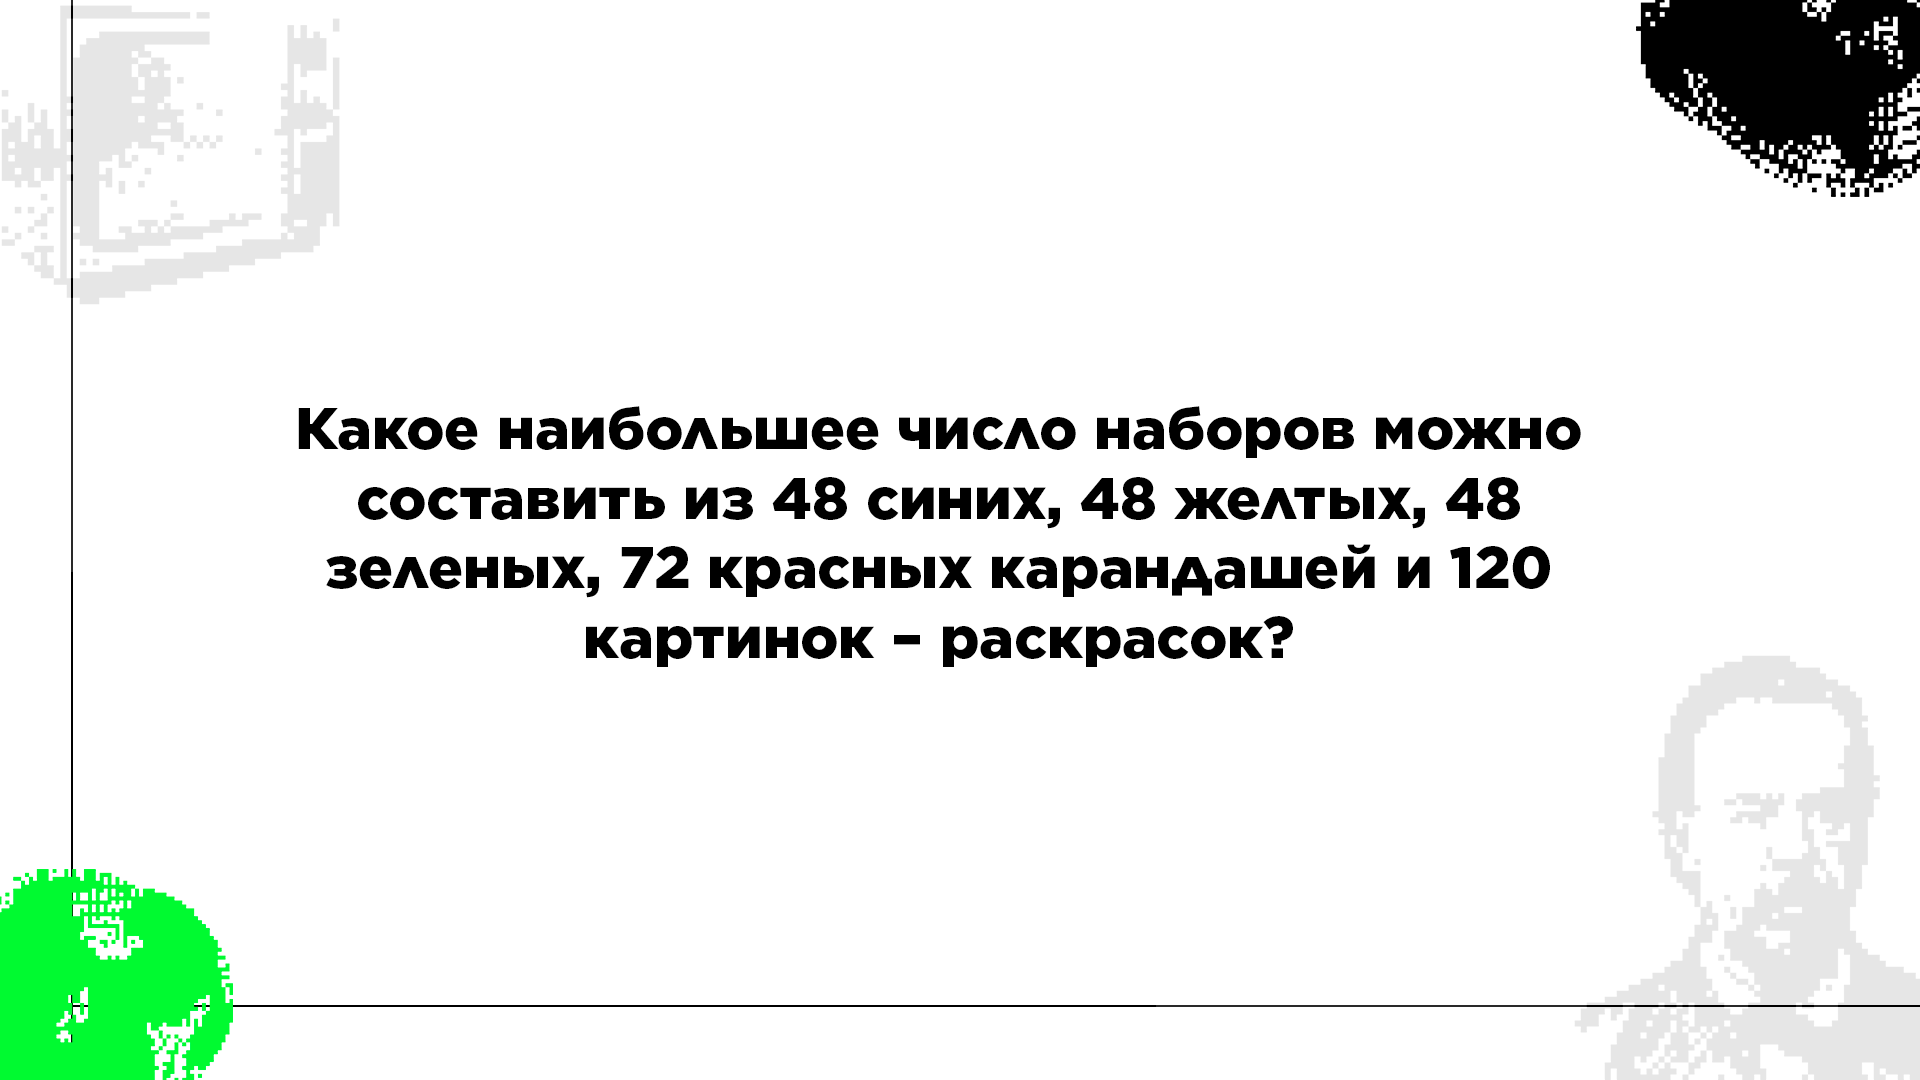 Какое наибольшее число наборов можно
составить из 48 синих, 48 желтых, 48
зеленых, 72 красных карандашей и 120
картинок – раскрасок?